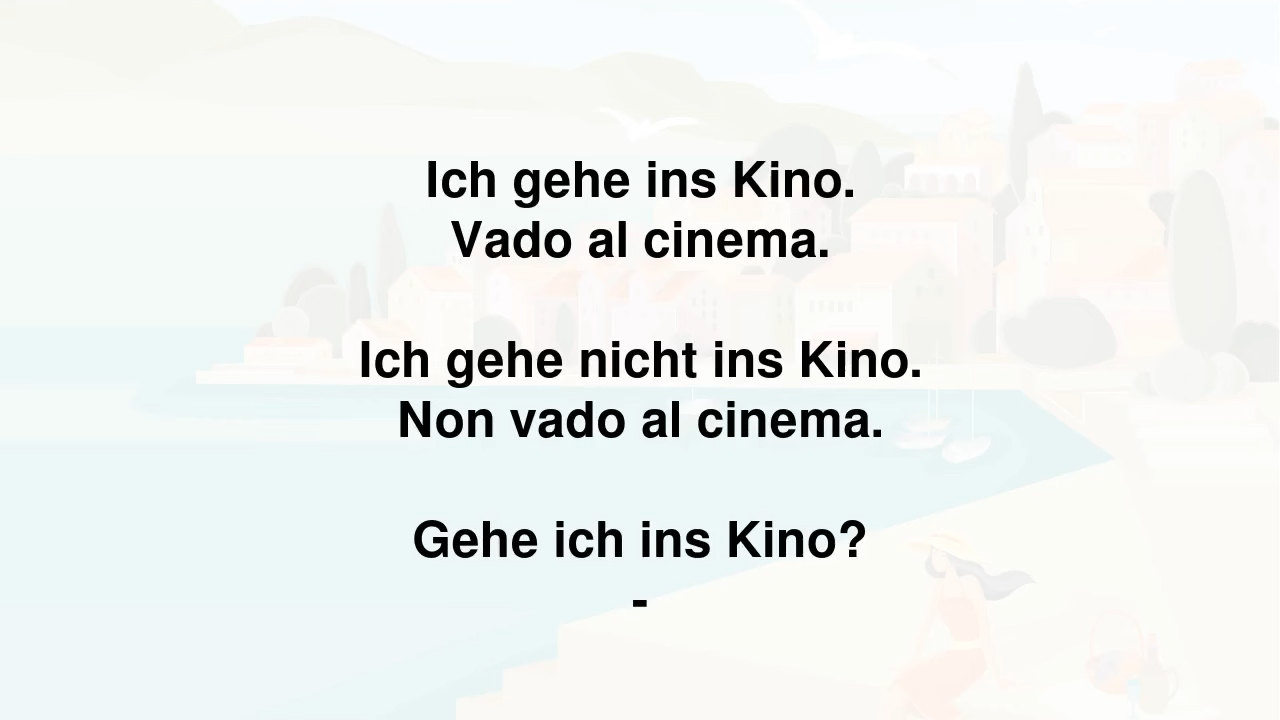 Ich gehe ins Kino.
Vado al cinema.
Ich gehe nicht ins Kino.
Non vado al cinema.
Gehe ich ins Kino?
-